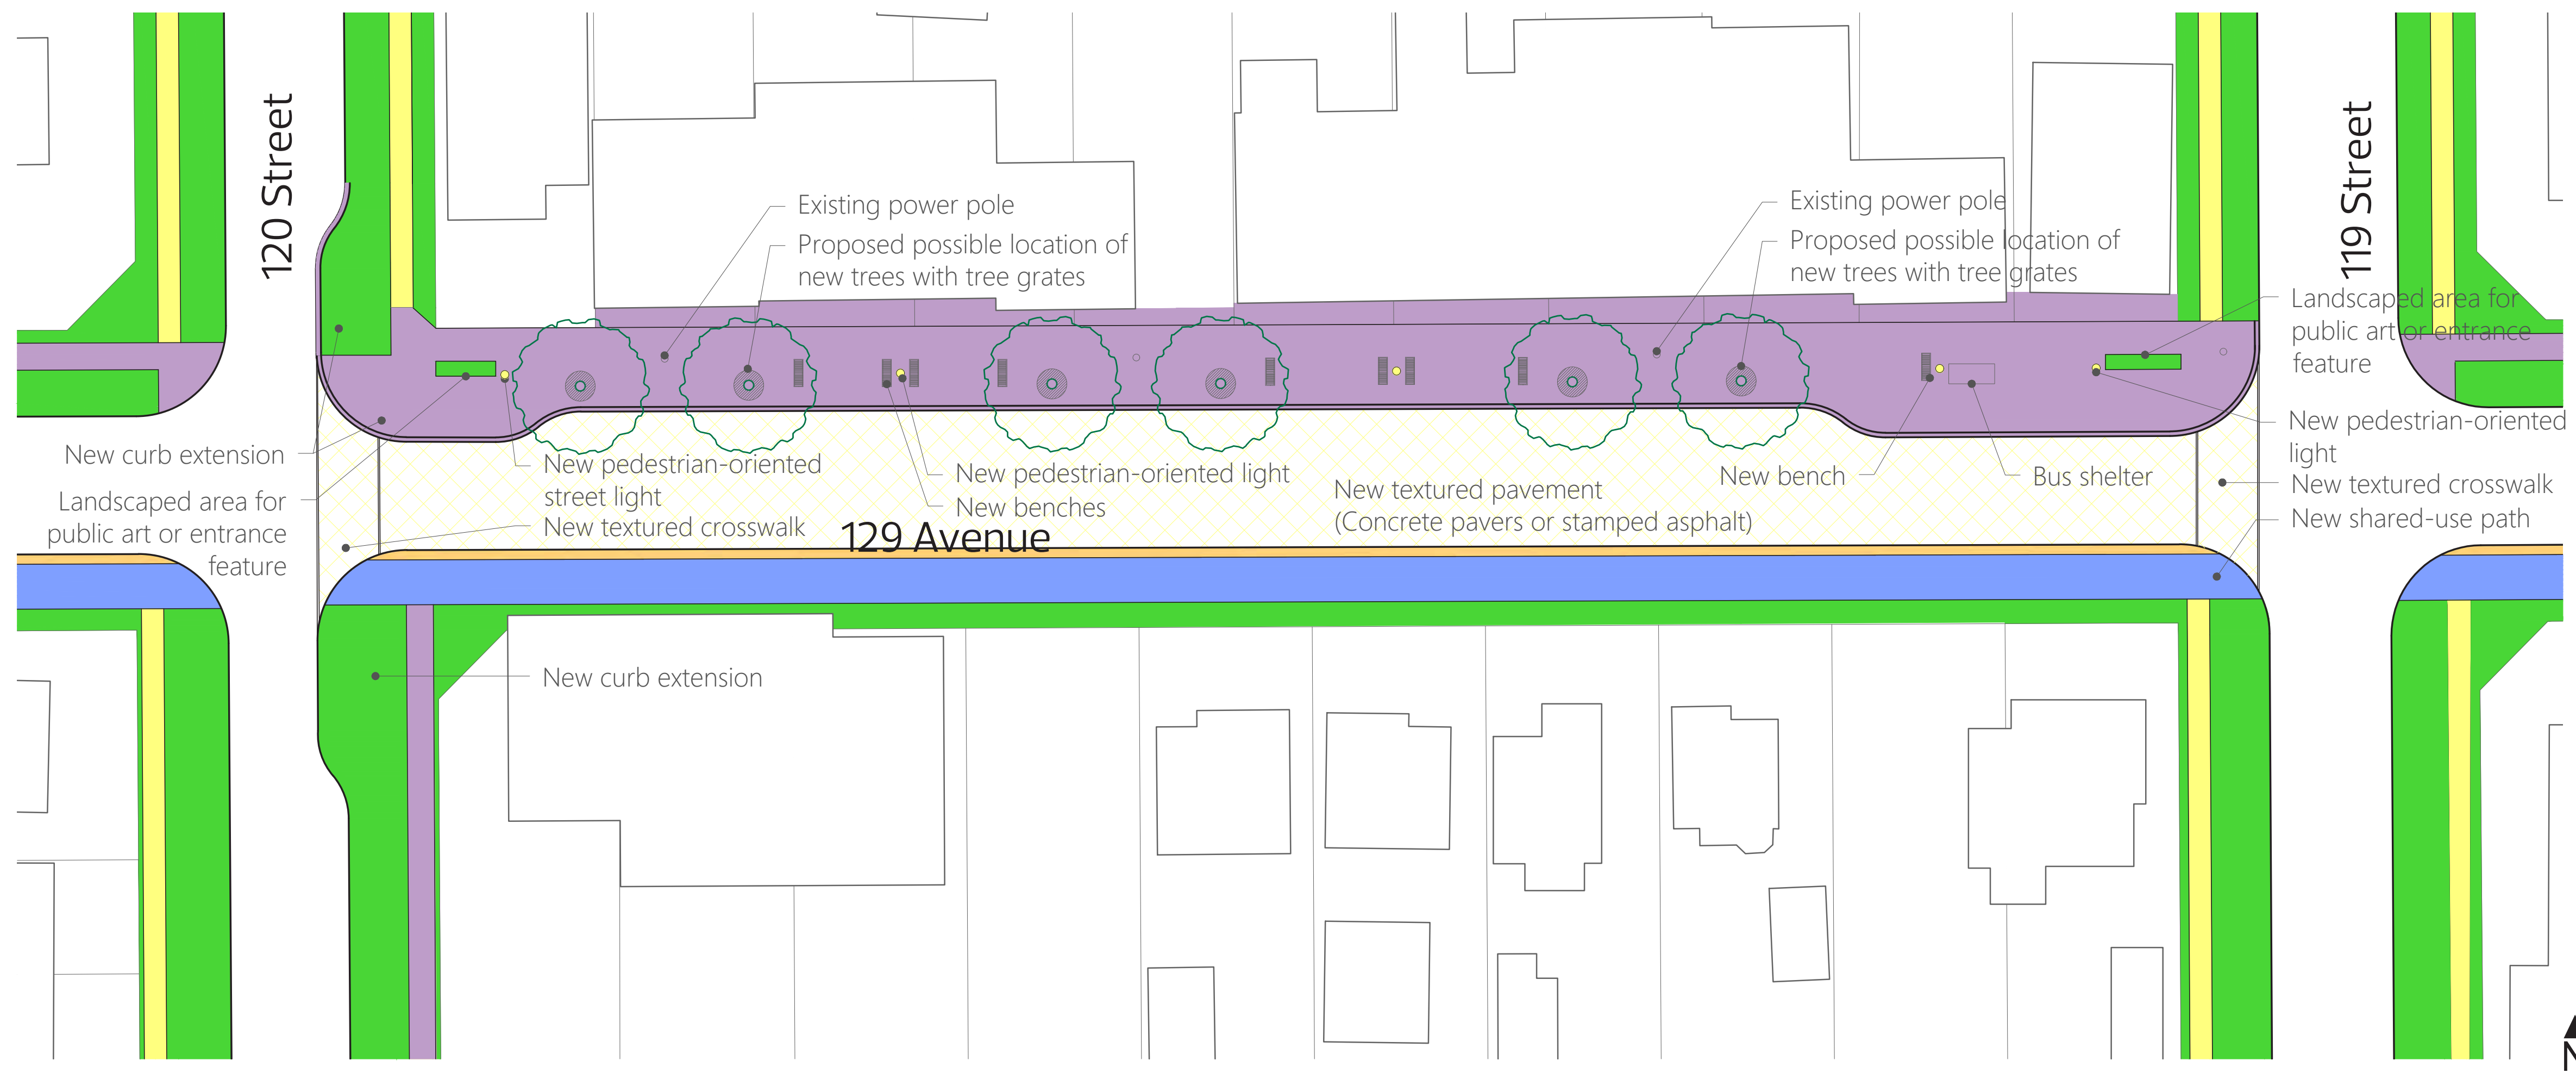 120 Street
Existing power pole
Proposed possible location of
new trees with tree grates
Existing power pole
Proposed possible location of
new trees with tree grates
119 Street
Landscaped area for
public art or entrance
feature
New curb extension
Landscaped area for
public art or entrance
feature
New pedestrian-oriented
street light
New textured crosswalk
New pedestrian-oriented light
New benches
129 Avenue
New textured pavement
(Concrete pavers or stamped asphalt)
New bench
Bus shelter
New pedestrian-oriented
light
New textured crosswalk
New shared-use path
New curb extension